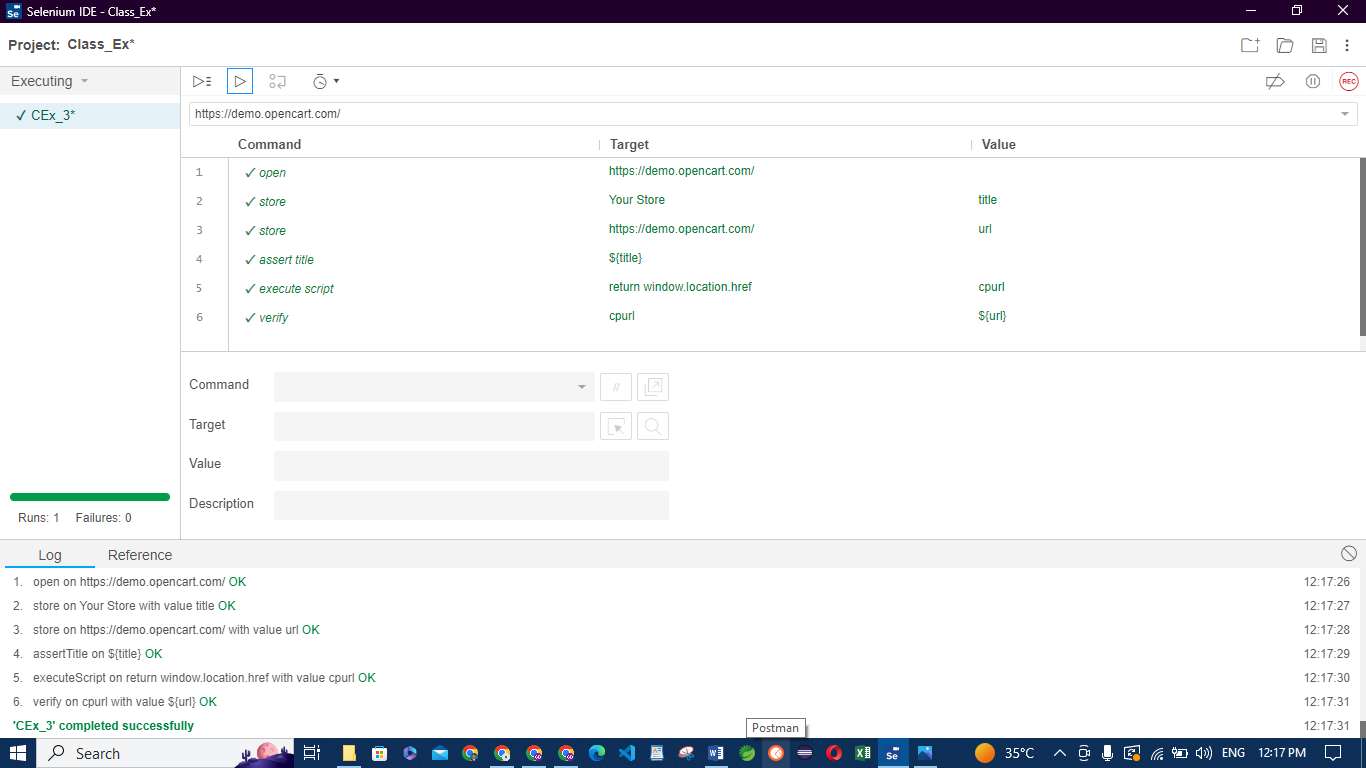 Se Selenium IDE - Class_Ex*
Project: Class_Ex*
Executing
REC
✓ CEx_3*
https://demo.opencart.com/
Command Target Value
1 ✓ open https://demo.opencart.com/
2 ✓ store Your Store title
3 ✓ store https://demo.opencart.com/ url
4 ✓ assert title ${title}
5 ✓ execute script return window.location.href cpurl
6 ✓ verify cpurl ${url}
Command //
Target
Value
Description
Runs: 1 Failures: 0
Log Reference
1. open on https://demo.opencart.com/ OK 12:17:26
2. store on Your Store with value title OK 12:17:27
3. store on https://demo.opencart.com/ with value url OK 12:17:28
4. assertTitle on ${title} OK 12:17:29
5. executeScript on return window.location.href with value cpurl OK 12:17:30
6. verify on cpurl with value ${url} OK 12:17:31
'CEx_3' completed successfully 12:17:31
Postman
Search Se 35°C ENG 12:17 PM